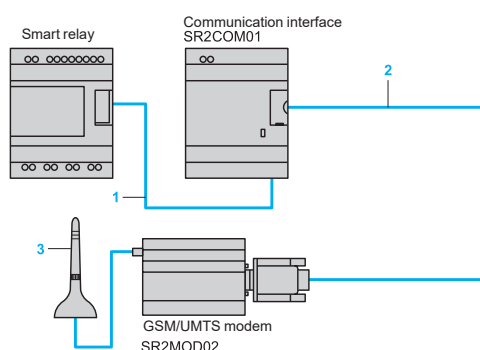 Smart relay
Communication interface
SR2COM01
2
1
3
GSM/UMTS modem
SR2MOD02